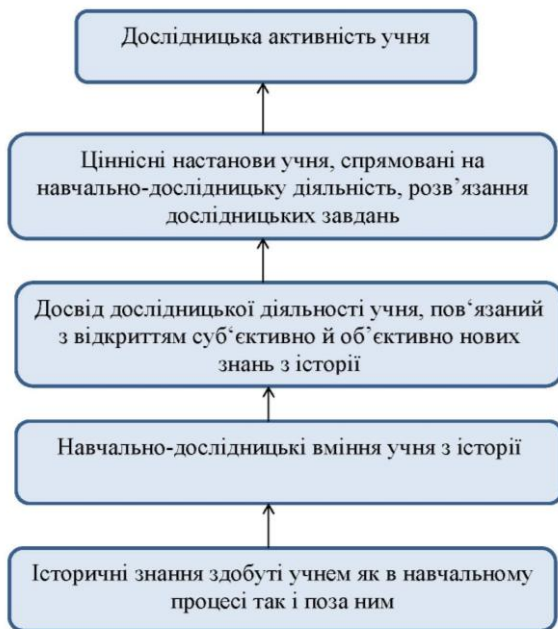 Дослідницька активність учня
Ціннісні настанови учня, спрямовані на
навчально-дослідницьку діяльність, розв’язання
дослідницьких завдань
Досвід дослідницької діяльності учня, пов‘язаний
з відкриттям суб‘єктивно й об’єктивно нових
знань з історії
Навчально-дослідницькі вміння учня з історії
Історичні знання здобуті учнем як в навчальному
процесі так і поза ним